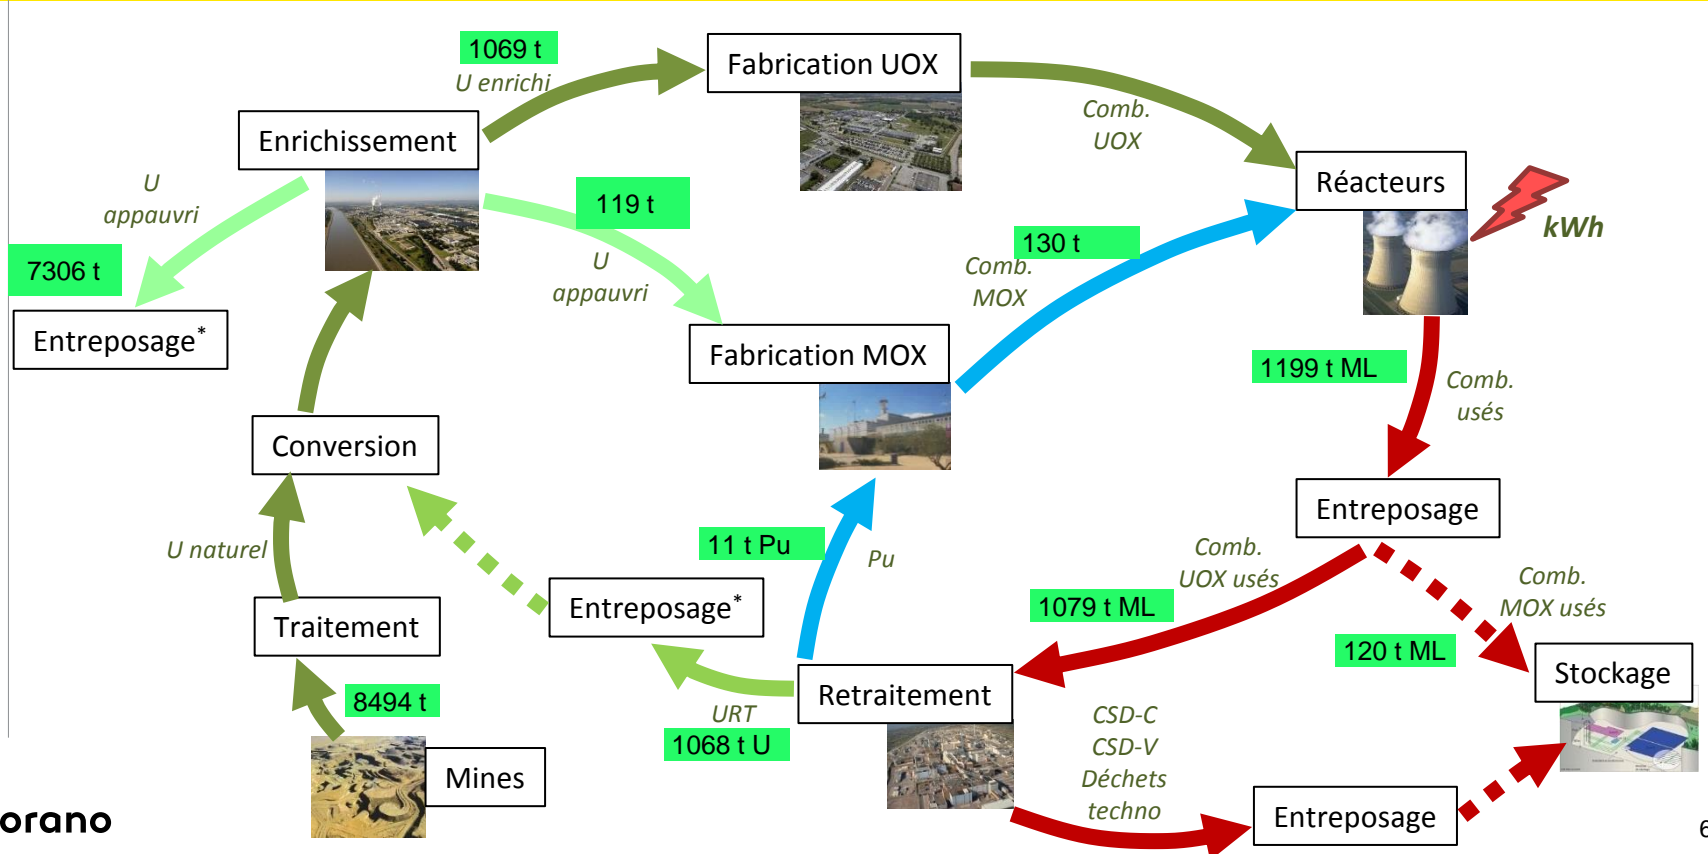 1069 t
U enrichi
Fabrication UOX
Comb.
UOX
Enrichissement
Réacteurs
kWh
U
appauvri
119 t
U
appauvri
7306 t
Entreposage*
130 t
Comb.
MOX
Fabrication MOX
1199 t ML
Comb.
usés
Conversion
Entreposage
U naturel
11 t Pu
Pu
Comb.
UOX usés
Comb.
MOX usés
1079 t ML
120 t ML
Entreposage*
Traitement
Stockage
8494 t
Retraitement
URT
1068 t U
CSD-C
CSD-V
Déchets
techno
Mines
Entreposage
orano
6